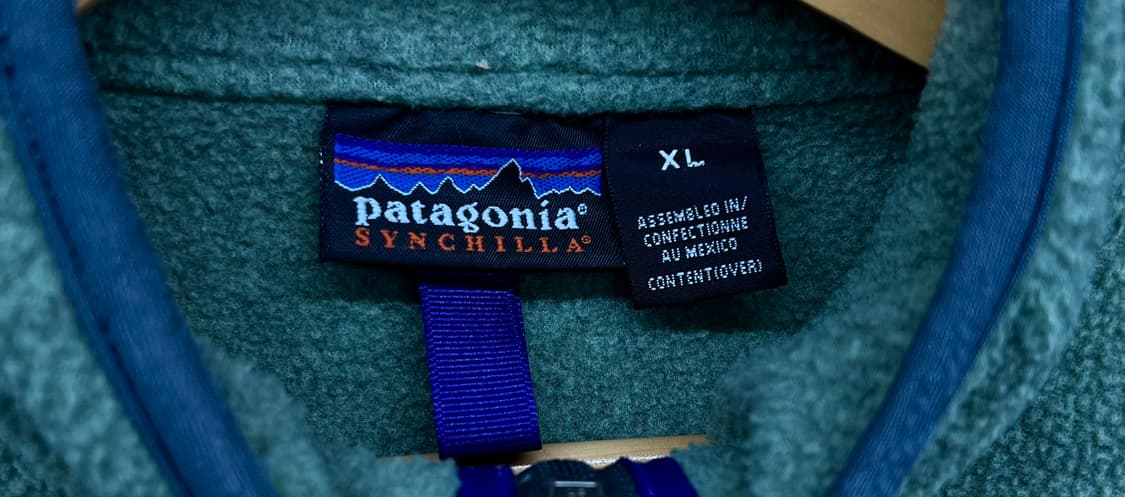 patagonia®
SYNCHILLA®
XL
ASSEMBLED IN/
CONFECTIONNE
AU MEXICO
CONTENT(OVER)